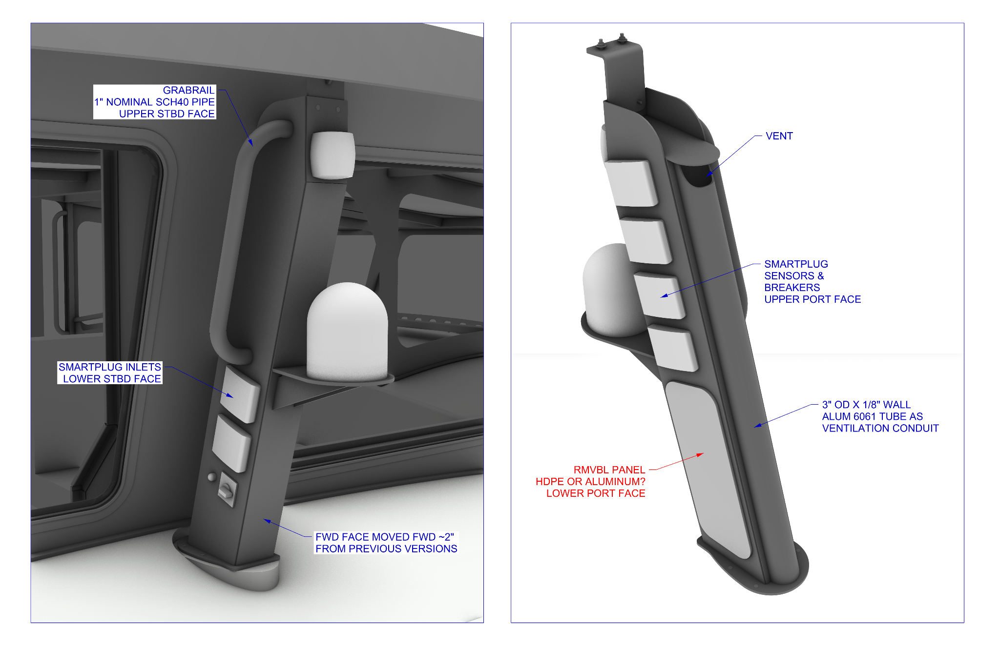 GRABRAIL
1" NOMINAL SCH40 PIPE
UPPER STBD FACE
SMARTPLUG INLETS
LOWER STBD FACE
FWD FACE MOVED FWD ~2"
FROM PREVIOUS VERSIONS
VENT
SMARTPLUG
SENSORS &
BREAKERS
UPPER PORT FACE
3" OD X 1/8" WALL
ALUM 6061 TUBE AS
VENTILATION CONDUIT
RMVBL PANEL
HDPE OR ALUMINUM?
LOWER PORT FACE